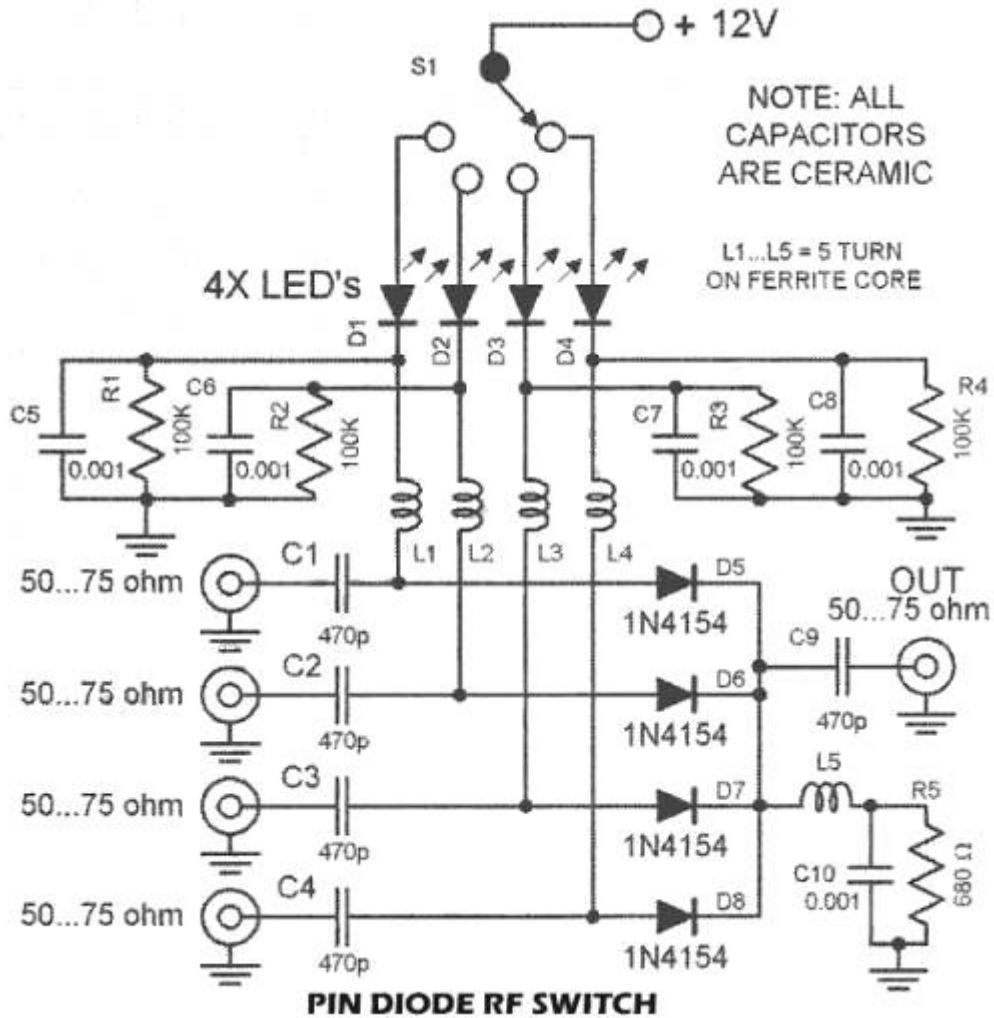 + 12V
S1
NOTE: ALL
CAPACITORS
ARE CERAMIC
L1...L5 = 5 TURN
ON FERRITE CORE
4X LED's
D1
D2
D3
D4
C5
0.001
R1
100K
C6
0.001
R2
100K
C7
0.001
R3
100K
C8
0.001
R4
100K
L1
L2
L3
L4
50...75 ohm
C1
470p
D5
1N4154
OUT
50...75 ohm
C9
470p
50...75 ohm
C2
470p
D6
1N4154
50...75 ohm
C3
470p
D7
1N4154
L5
R5
680 Ω
C10
0.001
50...75 ohm
C4
470p
D8
1N4154
PIN DIODE RF SWITCH